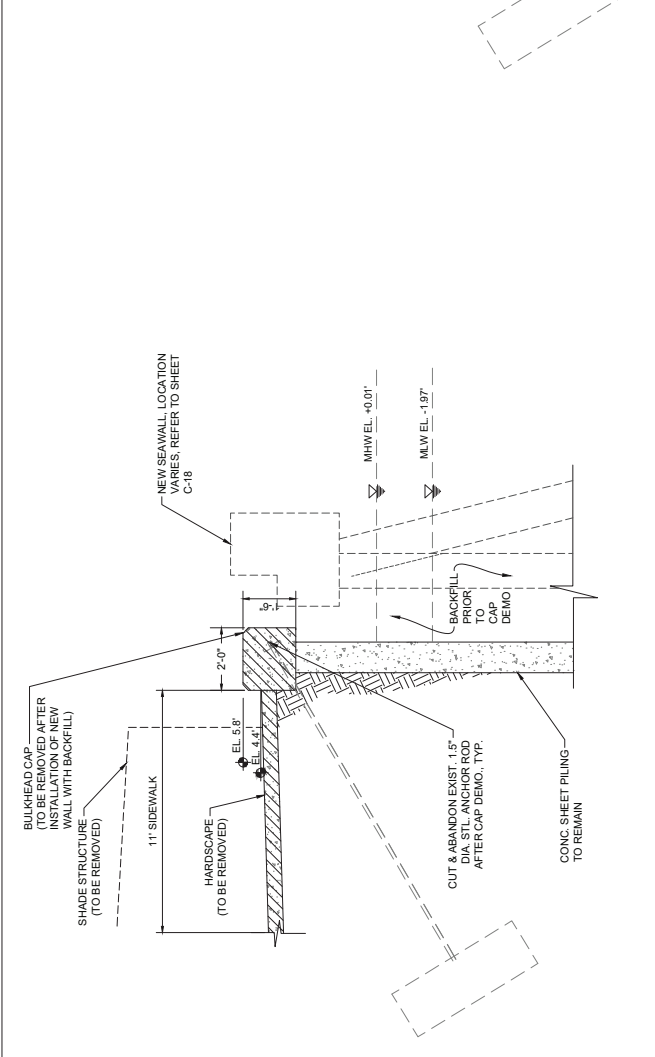 BULKHEAD CAP
(TO BE REMOVED AFTER
INSTALLATION OF NEW
WALL WITH BACKFILL)
SHADE STRUCTURE
(TO BE REMOVED)
11' SIDEWALK
HARDSCAPE
(TO BE REMOVED)
EL. 5.8'
EL. 4.4'
2'-0"
1'-6"
NEW SEAWALL, LOCATION
VARIES, REFER TO SHEET
C-18
MHW EL. +0.01'
MLW EL. -1.97'
BACKFILL
PRIOR
TO
CAP
DEMO
CUT & ABANDON EXIST. 1.5"
DIA. STL. ANCHOR ROD
AFTER CAP DEMO., TYP.
CONC. SHEET PILING
TO REMAIN